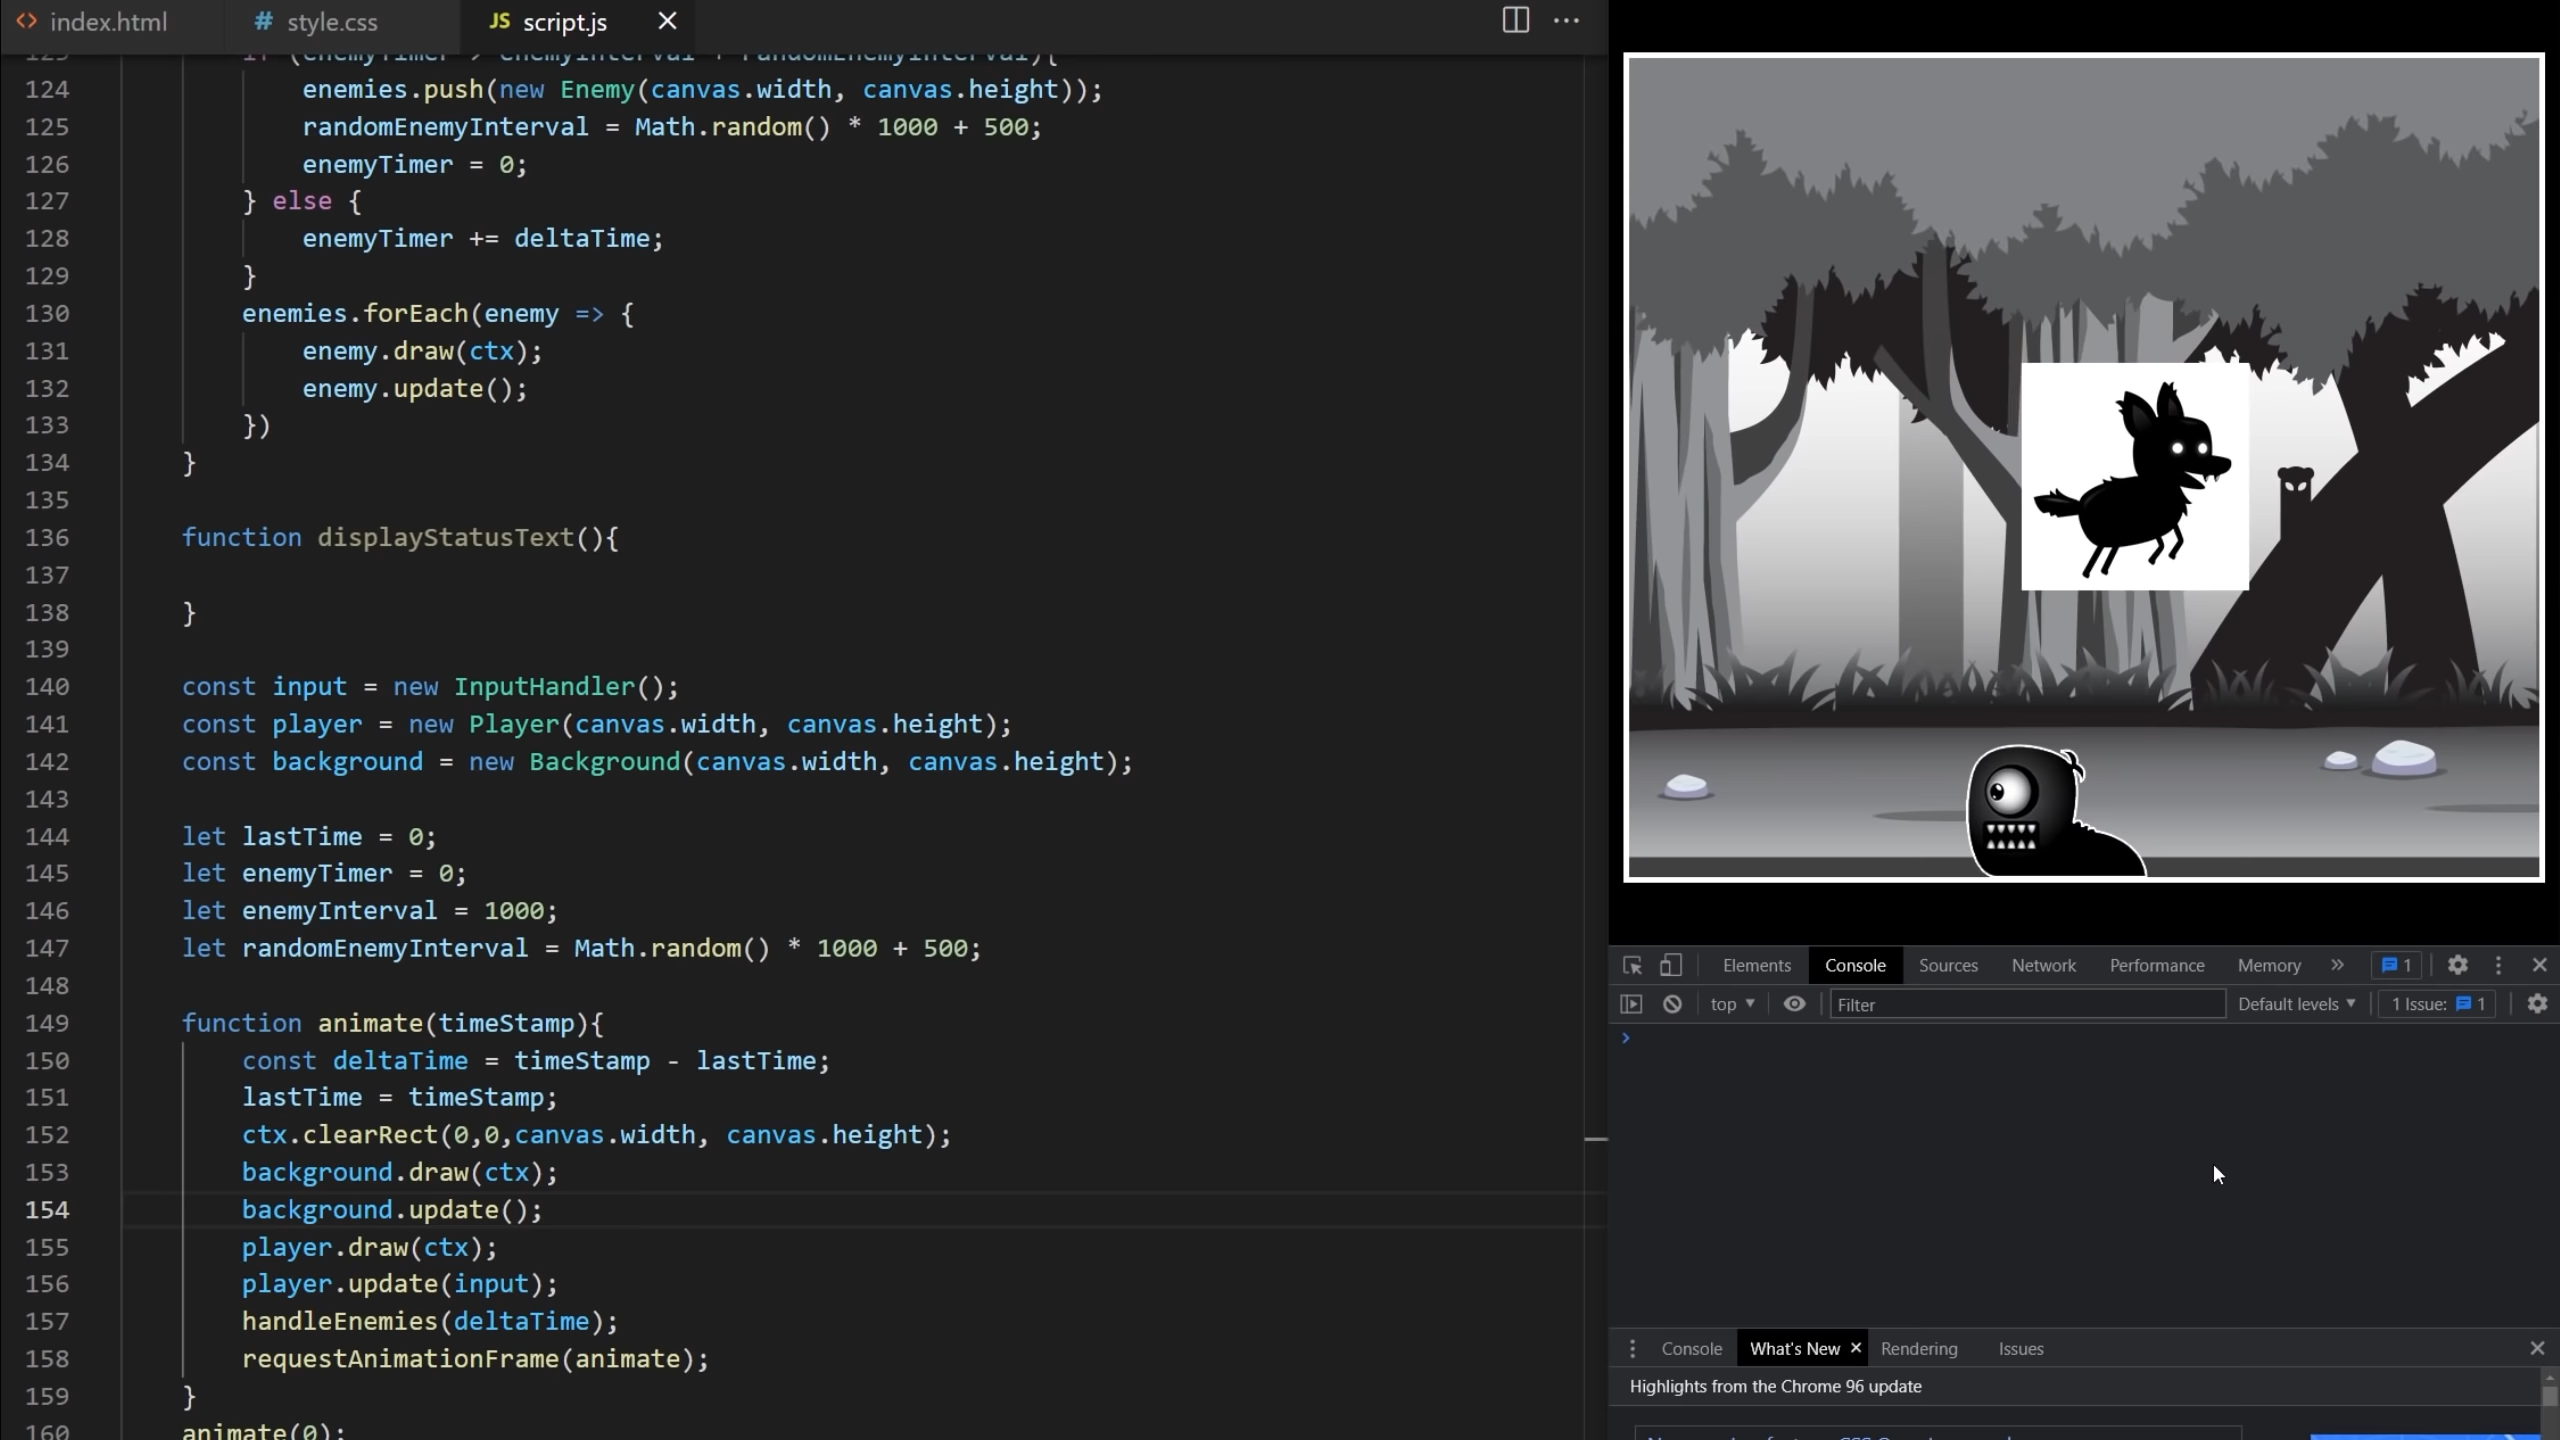 index.html
style.css
JS script.js
123 if (enemyTimer > enemyInterval + randomEnemyInterval){
124 enemies.push(new Enemy(canvas.width, canvas.height));
125 randomEnemyInterval = Math.random() * 1000 + 500;
126 enemyTimer = 0;
127 } else {
128 enemyTimer += deltaTime;
129 }
130 enemies.forEach(enemy => {
131 enemy.draw(ctx);
132 enemy.update();
133 })
134 }
135
136 function displayStatusText(){
137
138 }
139
140 const input = new InputHandler();
141 const player = new Player(canvas.width, canvas.height);
142 const background = new Background(canvas.width, canvas.height);
143
144 let lastTime = 0;
145 let enemyTimer = 0;
146 let enemyInterval = 1000;
147 let randomEnemyInterval = Math.random() * 1000 + 500;
148
149 function animate(timeStamp){
150 const deltaTime = timeStamp - lastTime;
151 lastTime = timeStamp;
152 ctx.clearRect(0,0,canvas.width, canvas.height);
153 background.draw(ctx);
154 background.update();
155 player.draw(ctx);
156 player.update(input);
157 handleEnemies(deltaTime);
158 requestAnimationFrame(animate);
159 }
160 animate(0);
Elements Console Sources Network Performance Memory » 1
top Filter Default levels 1 Issue: 1
Console What's New Rendering Issues
Highlights from the Chrome 96 update